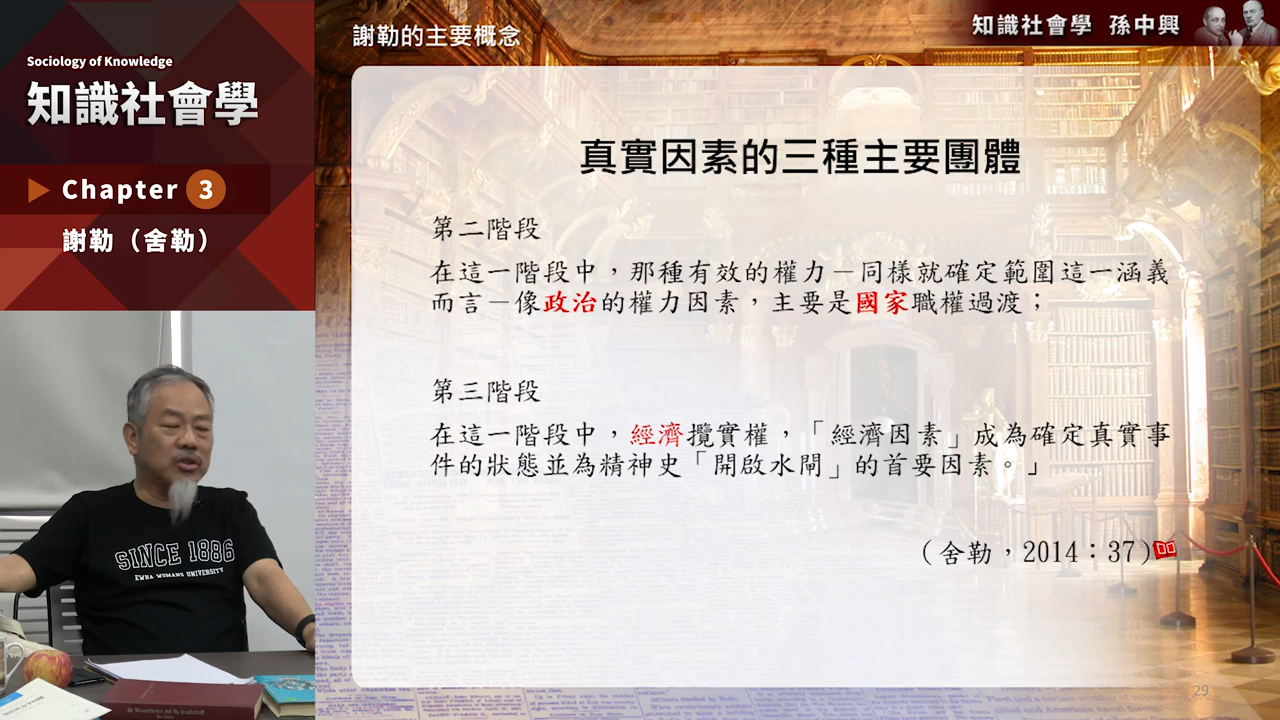 Sociology of Knowledge
知識社會學
Chapter 3
謝勒（舍勒）
謝勒的主要概念
知識社會學 孫中興
真實因素的三種主要團體
第二階段
在這一階段中，那種有效的權力－同樣就確定範圍這一涵義
而言－像政治的權力因素，主要是國家職權過渡；
第三階段
在這一階段中，經濟攬實權，「經濟因素」成為確定真實事
件的狀態並為精神史「開啟水閘」的首要因素。」
（舍勒，2014：37）
29
SINCE 1886
EWHA WOMANS UNIVERSITY